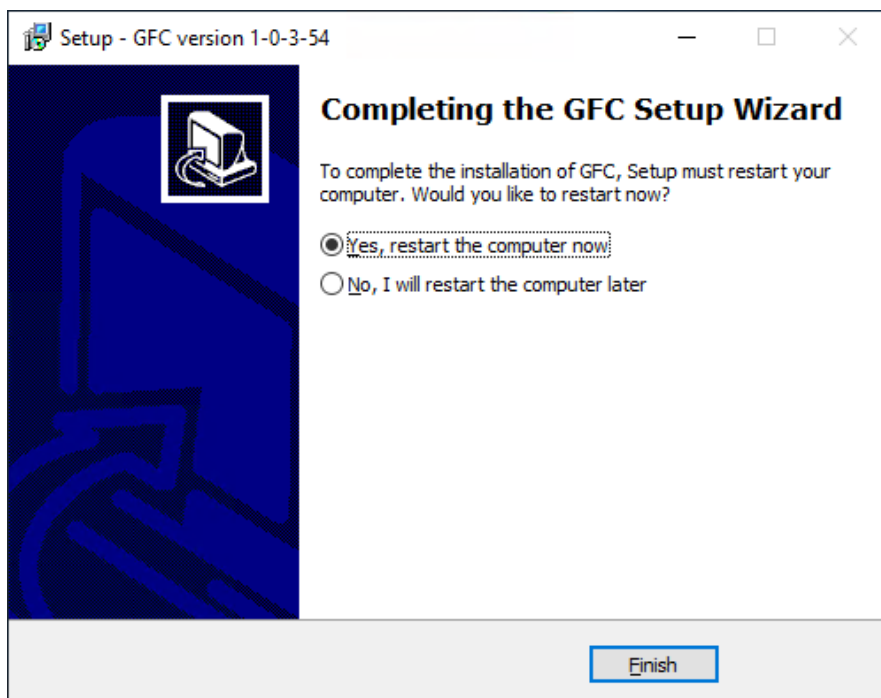 Setup - GFC version 1-0-3-54
Completing the GFC Setup Wizard
To complete the installation of GFC, Setup must restart your
computer. Would you like to restart now?
Yes, restart the computer now
No, I will restart the computer later
Finish